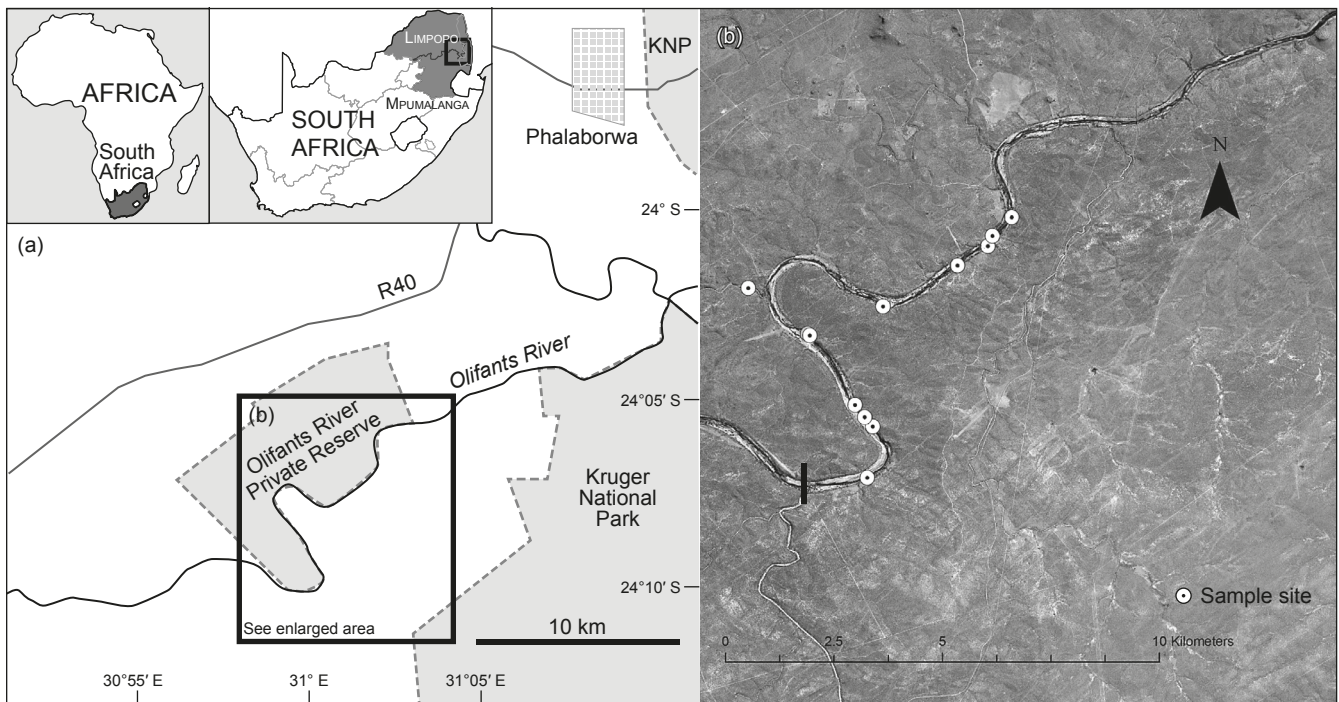 AFRICA
South
Africa
LIMPOPO
MPUMALANGA
SOUTH
AFRICA
KNP
Phalaborwa
24° S
(a)
R40
Olifants River
24°05′ S
(b)
Olifants River
Private Reserve
Kruger
National
Park
24°10′ S
See enlarged area
10 km
30°55′ E
31° E
31°05′ E
(b)
N
Sample site
0
2.5
5
10 Kilometers